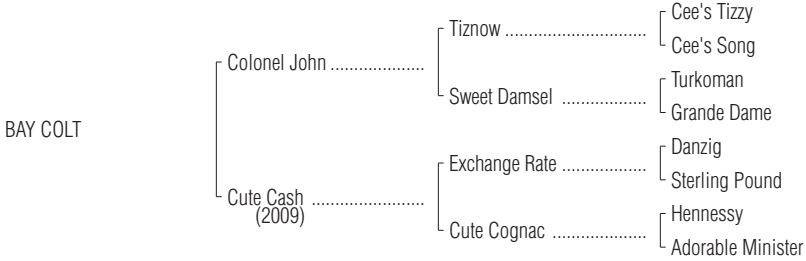 Cee's Tizzy
Tiznow ..............................
Cee's Song
Colonel John ....................
Turkoman
Sweet Damsel ..................
Grande Dame
BAY COLT
Danzig
Exchange Rate ..................
Sterling Pound
Cute Cash ........................
(2009)
Hennessy
Cute Cognac ....................
Adorable Minister